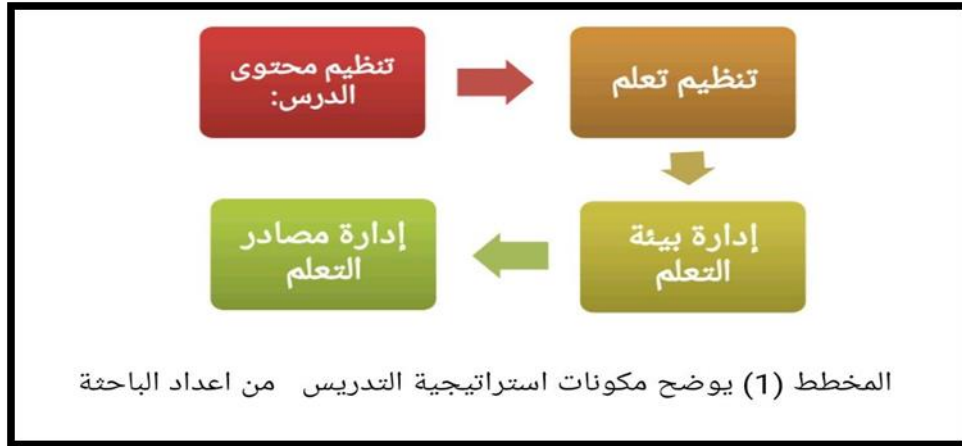 تنظيم محتوى
الدرس:
تنظيم تعلم
إدارة بيئة
التعلم
إدارة مصادر
التعلم
المخطط (1) يوضح مكونات استراتيجية التدريس من اعداد الباحثة